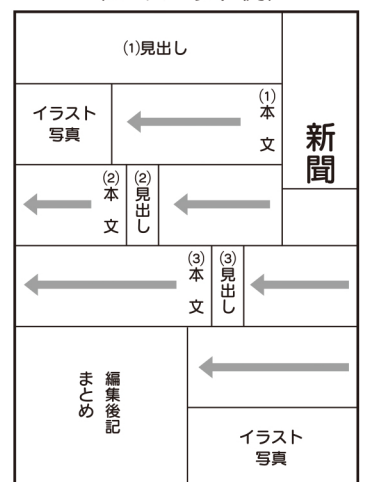 (1)見出し
新聞
イラスト
写真
(1)本　文
(2)見出し
(2)本　文
(3)見出し
(3)本　文
編集後記
まとめ
イラスト
写真